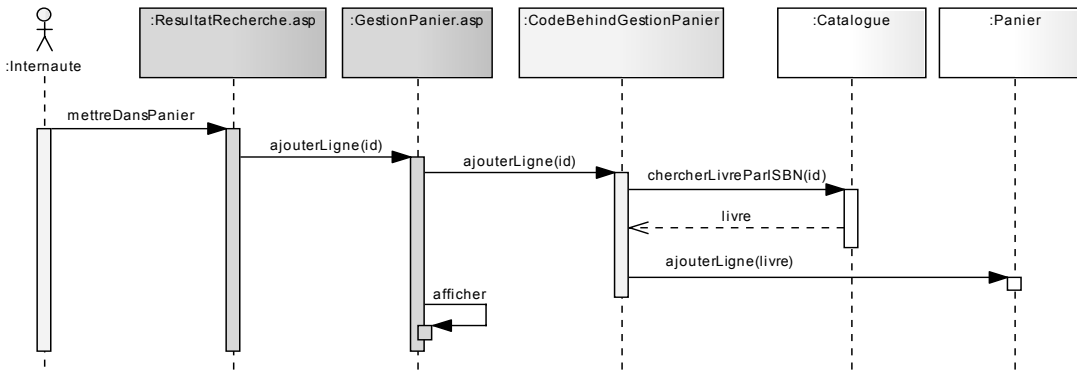 :Internaute
:ResultatRecherche.asp
:GestionPanier.asp
:CodeBehindGestionPanier
:Catalogue
:Panier
mettreDansPanier
ajouterLigne(id)
ajouterLigne(id)
chercherLivreParISBN(id)
livre
ajouterLigne(livre)
afficher